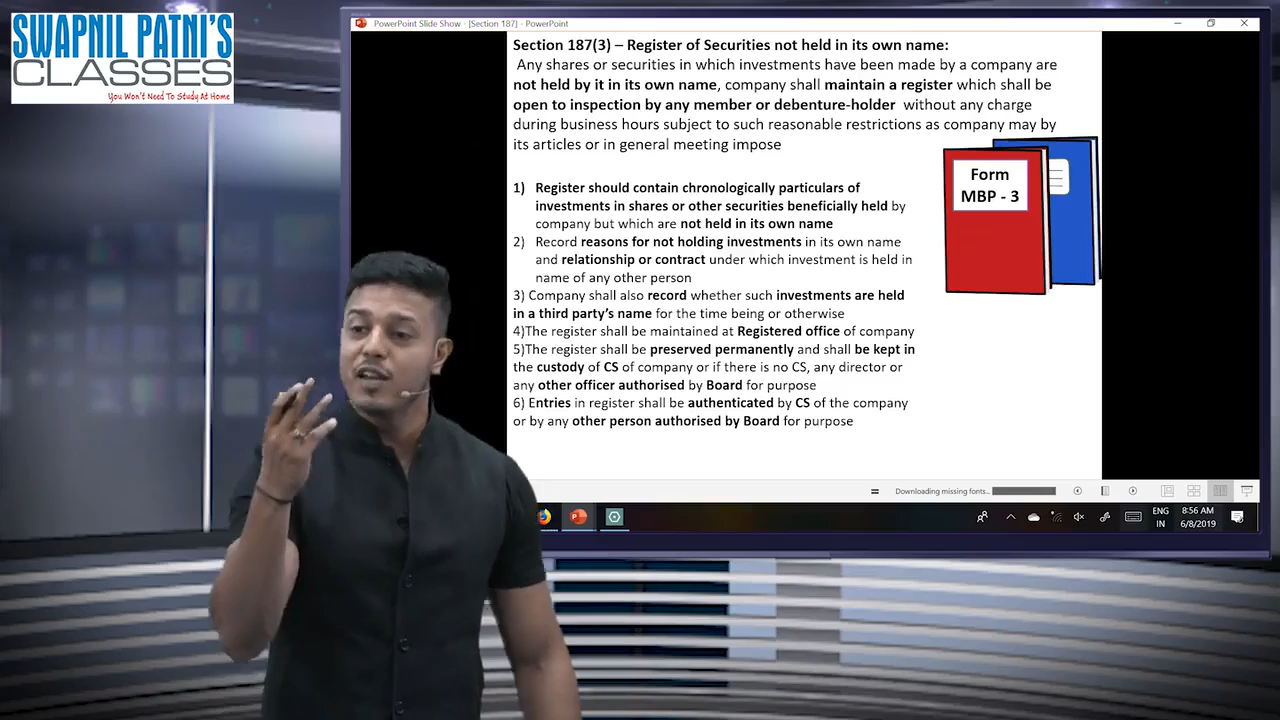 SWAPNIL PATNI'S
CLASSES
You Won't Need To Study At Home
PowerPoint Slide Show - [Section 187] - PowerPoint
Section 187(3) – Register of Securities not held in its own name:
Any shares or securities in which investments have been made by a company are
not held by it in its own name, company shall maintain a register which shall be
open to inspection by any member or debenture-holder without any charge
during business hours subject to such reasonable restrictions as company may by
its articles or in general meeting impose
Form
MBP - 3
1) Register should contain chronologically particulars of
investments in shares or other securities beneficially held by
company but which are not held in its own name
2) Record reasons for not holding investments in its own name
and relationship or contract under which investment is held in
name of any other person
3) Company shall also record whether such investments are held
in a third party's name for the time being or otherwise
4)The register shall be maintained at Registered office of company
5)The register shall be preserved permanently and shall be kept in
the custody of CS of company or if there is no CS, any director or
any other officer authorised by Board for purpose
6) Entries in register shall be authenticated by CS of the company
or by any other person authorised by Board for purpose
Downloading missing fonts...
ENG
IN
8:56 AM
6/8/2019